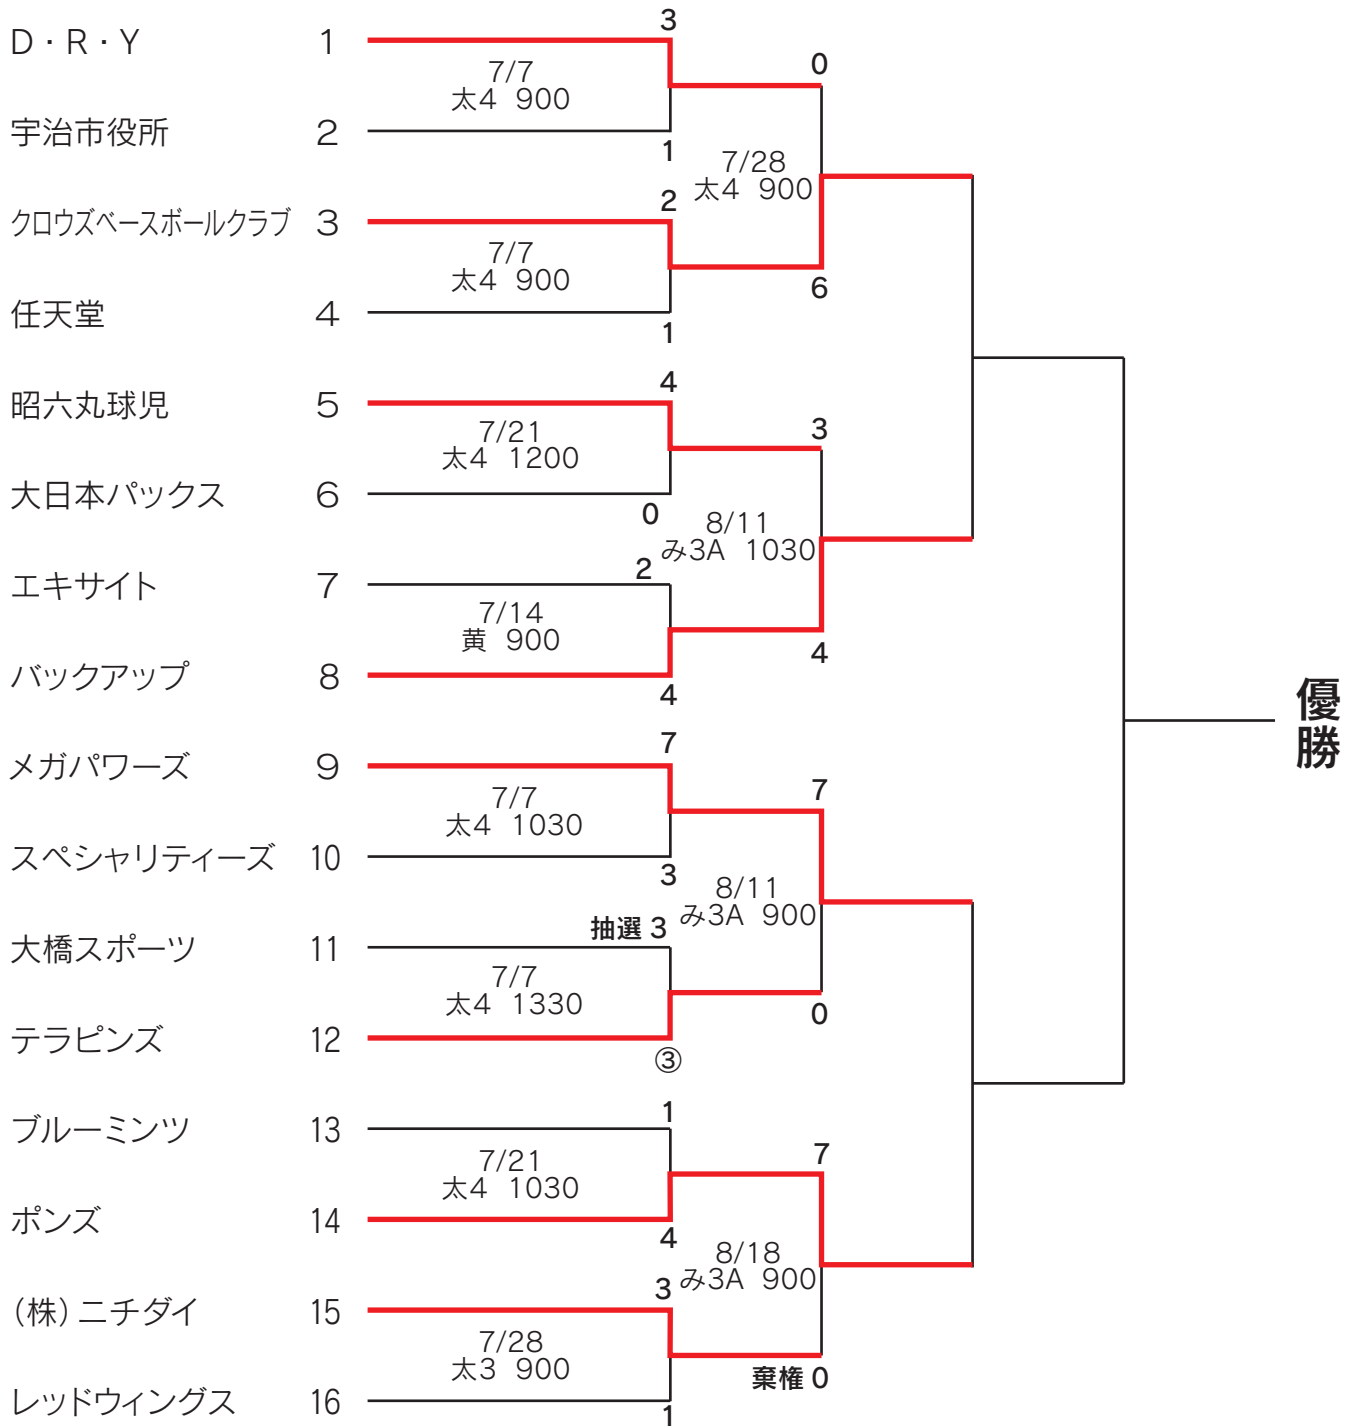 3
D・R・Y 1
0
7/7
太4 900
宇治市役所 2
1
7/28
太4 900
2
クロウズベースボールクラブ 3
7/7
太4 900
6
任天堂 4
1
4
昭六丸球児 5
3
7/21
太4 1200
大日本パックス 6
0
8/11
み3A 1030
2
エキサイト 7
7/14
黄 900
4
バックアップ 8
4
優勝
7
メガパワーズ 9
7
7/7
太4 1030
スペシャリティーズ 10
3
8/11
み3A 900
抽選 3
大橋スポーツ 11
7/7
太4 1330
0
テラピンズ 12
③
1
ブルーミンツ 13
7
7/21
太4 1030
ポンズ 14
4
8/18
み3A 900
3
(株)ニチダイ 15
7/28
太3 900
棄権 0
レッドウィングス 16
1